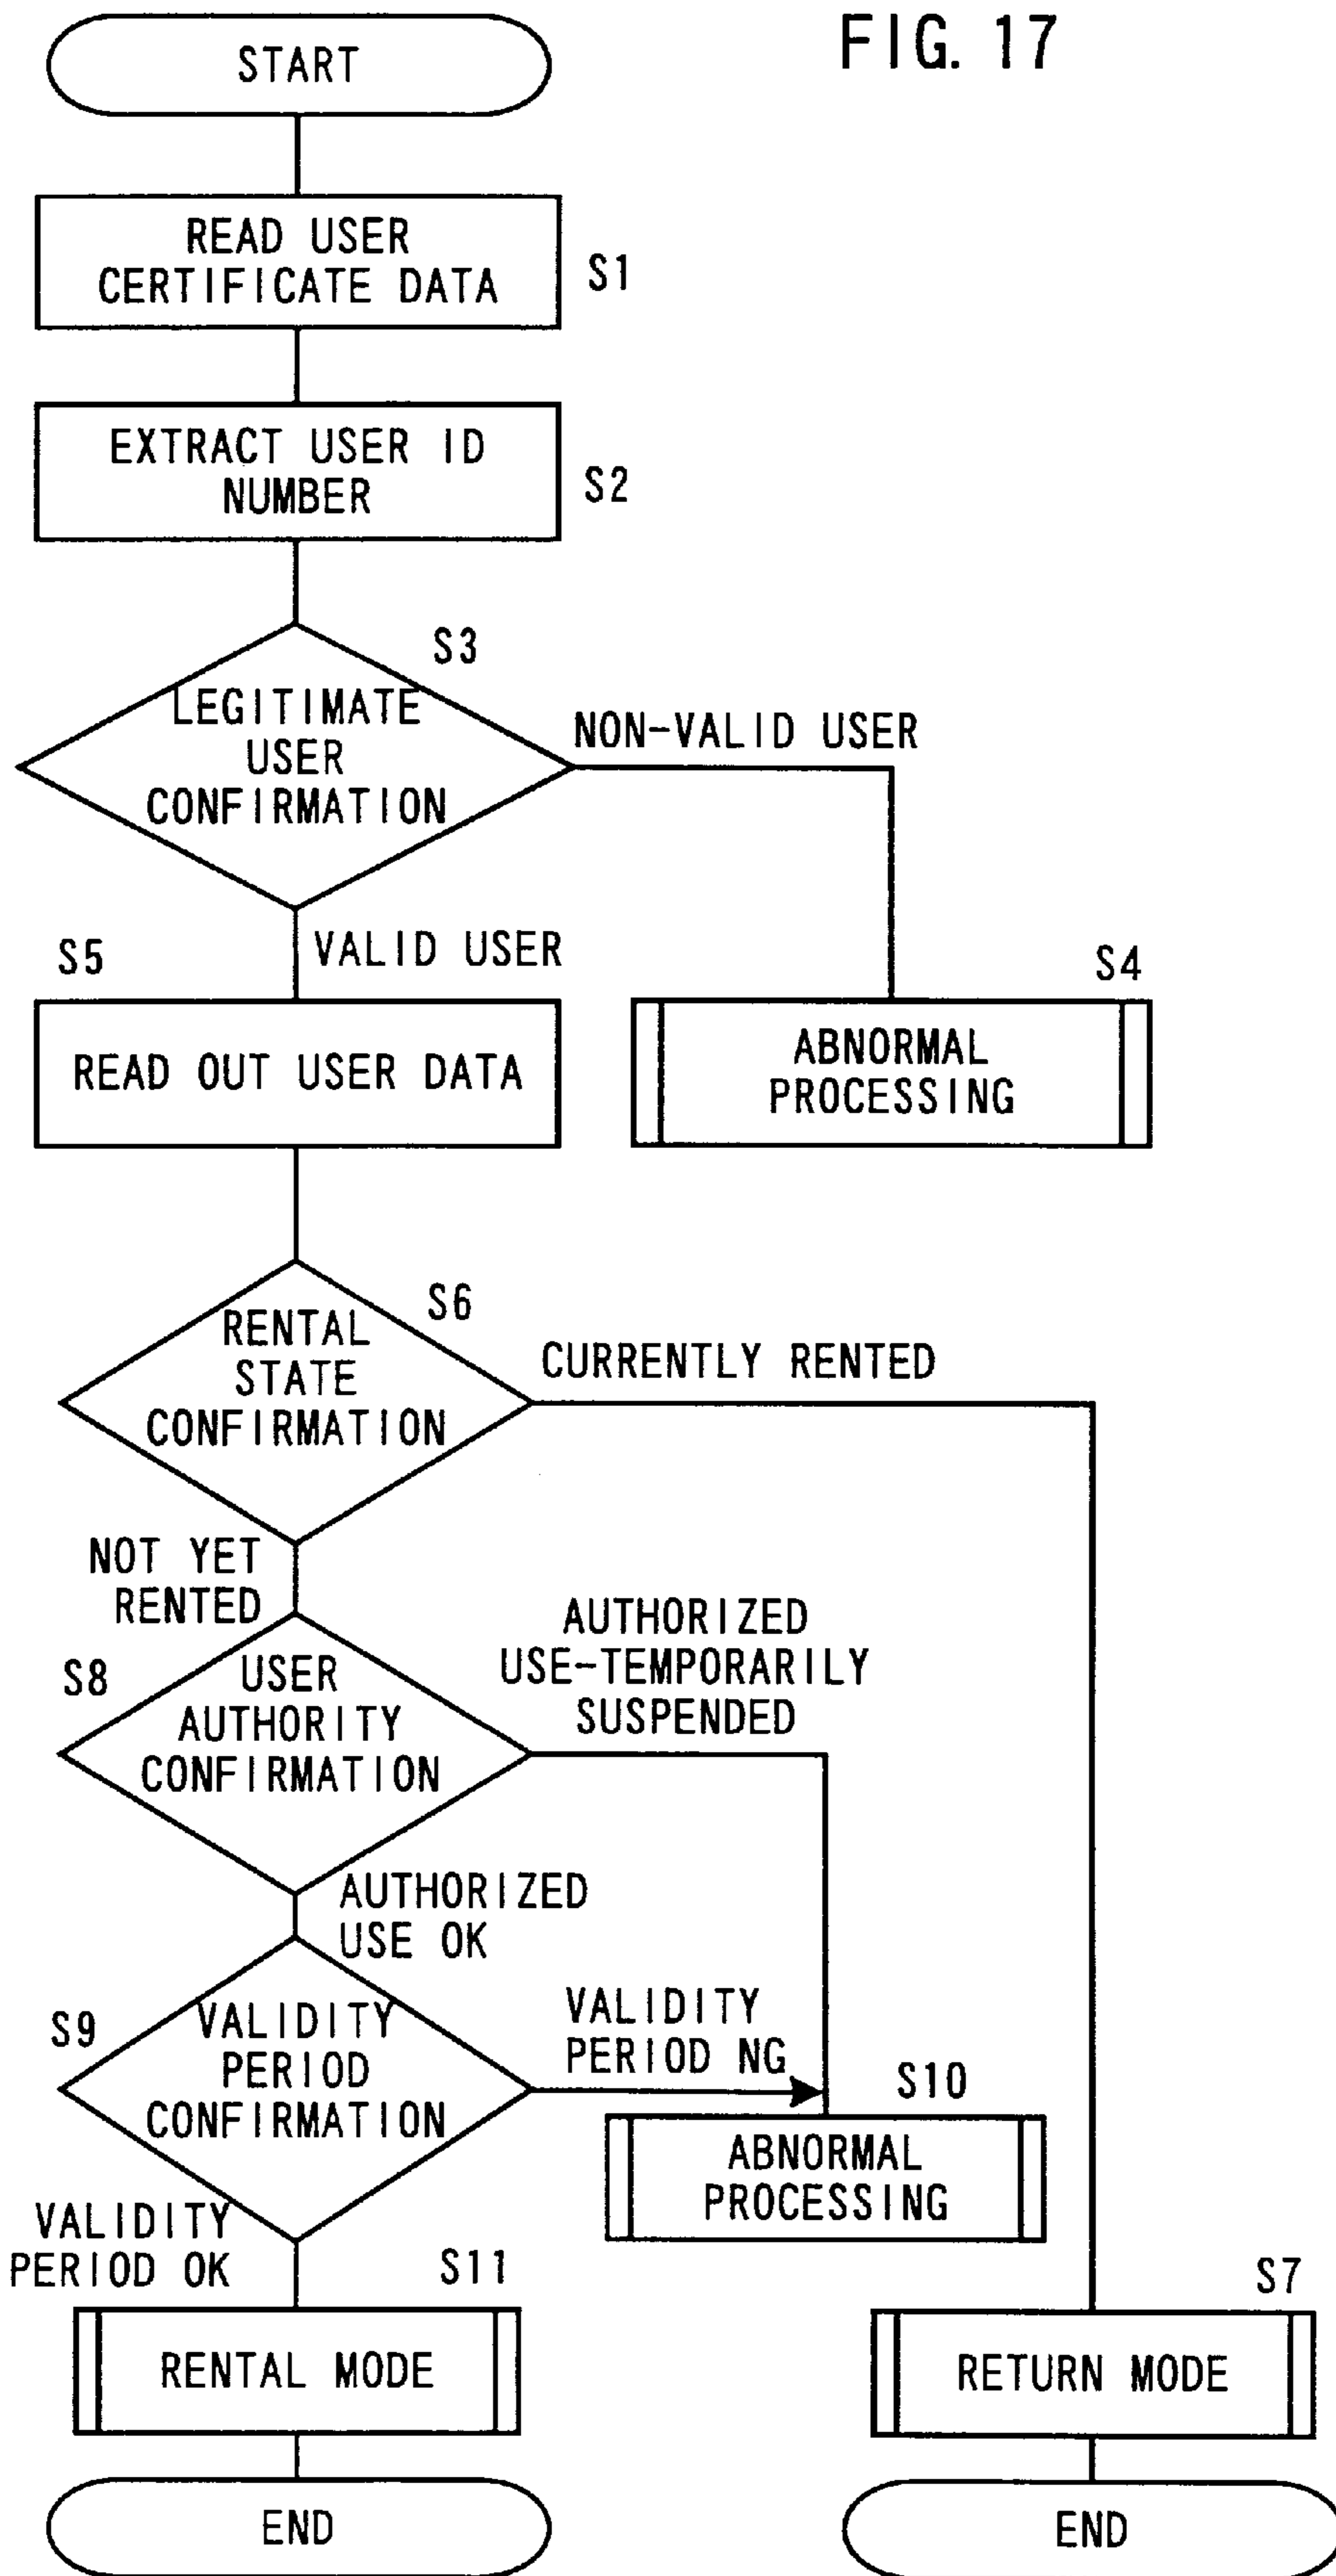 FIG. 17
START
READ USER
CERTIFICATE DATA
S1
EXTRACT USER ID
NUMBER
S2
S3
LEGITIMATE
USER
CONFIRMATION
NON-VALID USER
VALID USER
S5
READ OUT USER DATA
S4
ABNORMAL
PROCESSING
S6
RENTAL
STATE
CONFIRMATION
CURRENTLY RENTED
NOT YET
RENTED
S8
USER
AUTHORITY
CONFIRMATION
AUTHORIZED
USE-TEMPORARILY
SUSPENDED
AUTHORIZED
USE OK
S9
VALIDITY
PERIOD
CONFIRMATION
VALIDITY
PERIOD NG
S10
ABNORMAL
PROCESSING
VALIDITY
PERIOD OK
S11
RENTAL MODE
S7
RETURN MODE
END
END